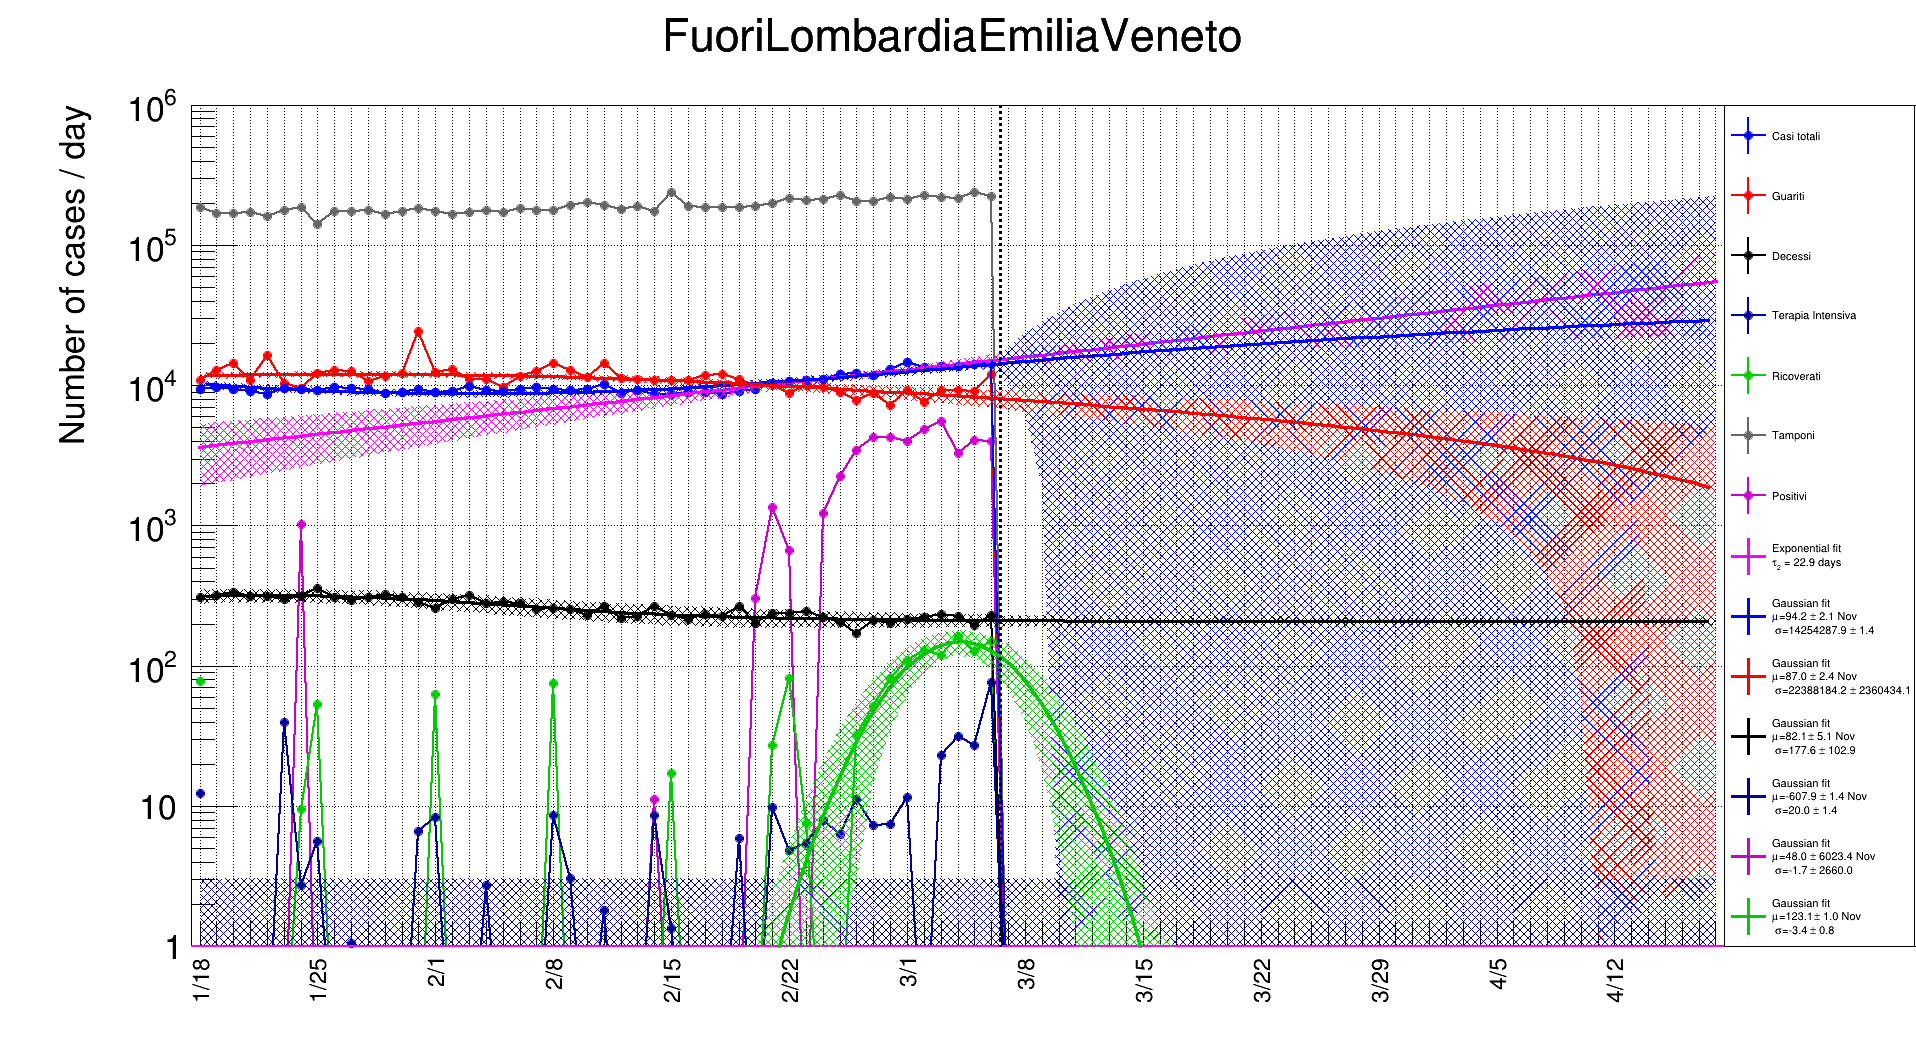 FuoriLombardiaEmiliaVeneto
Number of cases / day
10^6
10^5
10^4
10^3
10^2
10
1
1/18
1/25
2/1
2/8
2/15
2/22
3/1
3/8
3/15
3/22
3/29
4/5
4/12
Casi totali
Guariti
Decessi
Terapia Intensiva
Ricoverati
Tamponi
Positivi
Exponential fit
τ₂ = 22.9 days
Gaussian fit
μ=94.2 ± 2.1 Nov
σ=14254287.9 ± 1.4
Gaussian fit
μ=87.0 ± 2.4 Nov
σ=22388184.2 ± 2360434.1
Gaussian fit
μ=82.1 ± 5.1 Nov
σ=177.6 ± 102.9
Gaussian fit
μ=-607.9 ± 1.4 Nov
σ=20.0 ± 1.4
Gaussian fit
μ=48.0 ± 6023.4 Nov
σ=-1.7 ± 2660.0
Gaussian fit
μ=123.1 ± 1.0 Nov
σ=-3.4 ± 0.8